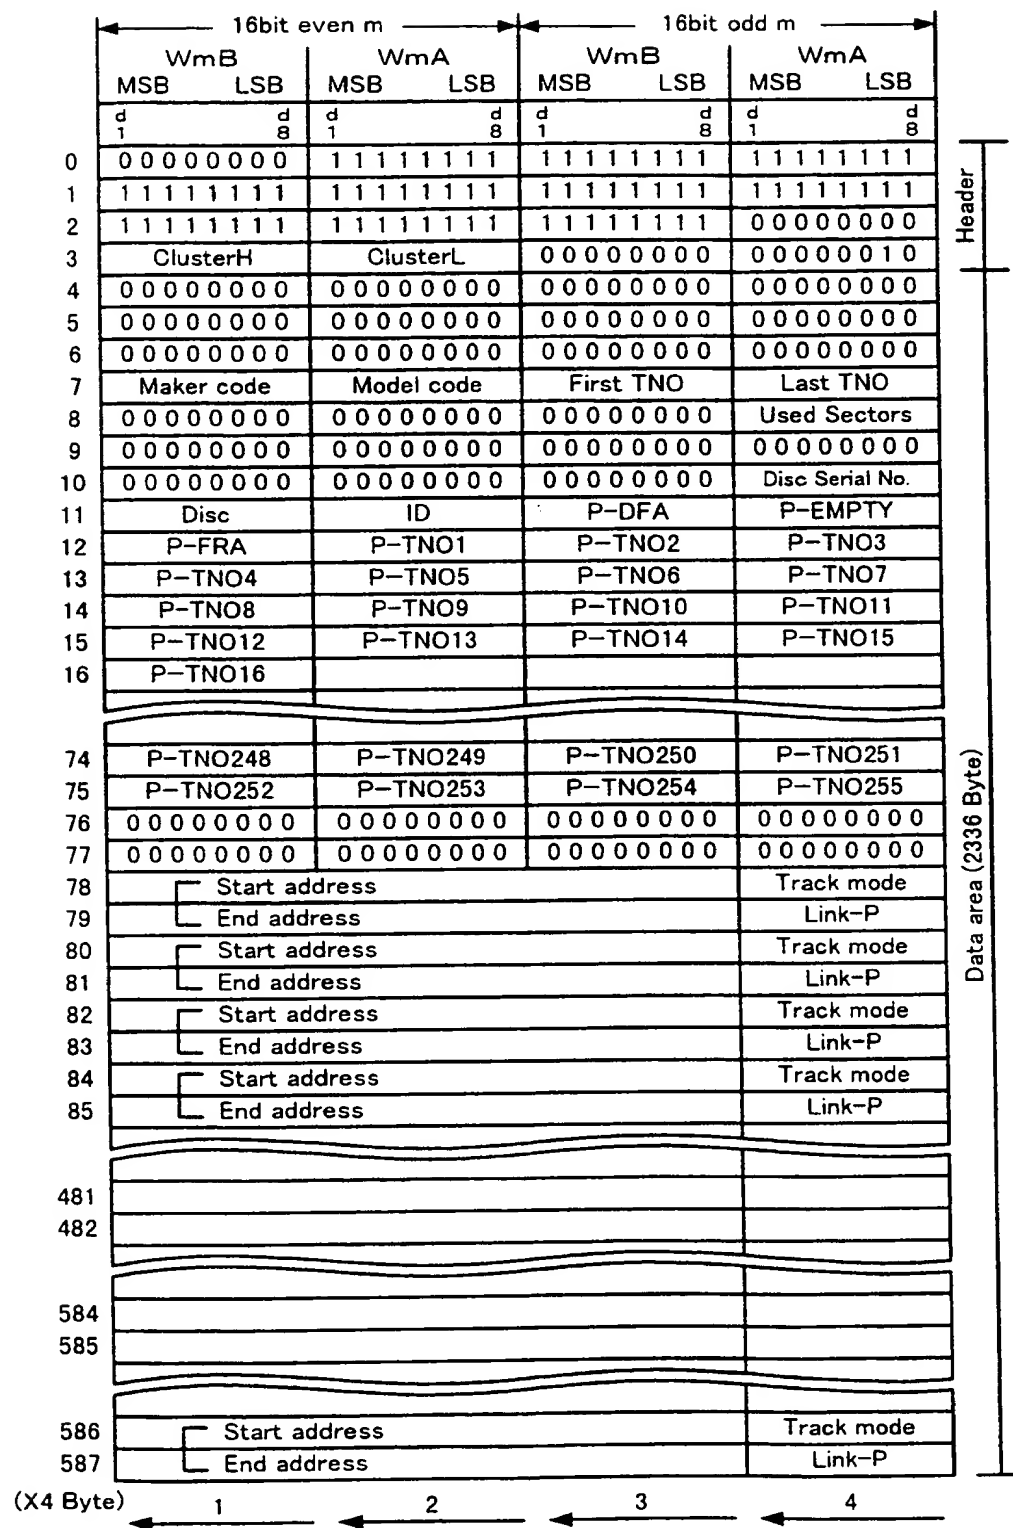 16bit even m 16bit odd m
WmB WmA WmB WmA
MSB LSB MSB LSB MSB LSB MSB LSB
d d d d d d d d
1 8 1 8 1 8 1 8
0 00000000 11111111 11111111 11111111
1 11111111 11111111 11111111 11111111
2 11111111 11111111 11111111 00000000
3 ClusterH ClusterL 00000000 00000010
4 00000000 00000000 00000000 00000000
5 00000000 00000000 00000000 00000000
6 00000000 00000000 00000000 00000000
7 Maker code Model code First TNO Last TNO
8 00000000 00000000 00000000 Used Sectors
9 00000000 00000000 00000000 00000000
10 00000000 00000000 00000000 Disc Serial No.
11 Disc ID P-DFA P-EMPTY
12 P-FRA P-TNO1 P-TNO2 P-TNO3
13 P-TNO4 P-TNO5 P-TNO6 P-TNO7
14 P-TNO8 P-TNO9 P-TNO10 P-TNO11
15 P-TNO12 P-TNO13 P-TNO14 P-TNO15
16 P-TNO16
74 P-TNO248 P-TNO249 P-TNO250 P-TNO251
75 P-TNO252 P-TNO253 P-TNO254 P-TNO255
76 00000000 00000000 00000000 00000000
77 00000000 00000000 00000000 00000000
78 Start address Track mode
79 End address Link-P
80 Start address Track mode
81 End address Link-P
82 Start address Track mode
83 End address Link-P
84 Start address Track mode
85 End address Link-P
481
482
584
585
586 Start address Track mode
587 End address Link-P
(X4 Byte) 1 2 3 4
Header
Data area (2336 Byte)